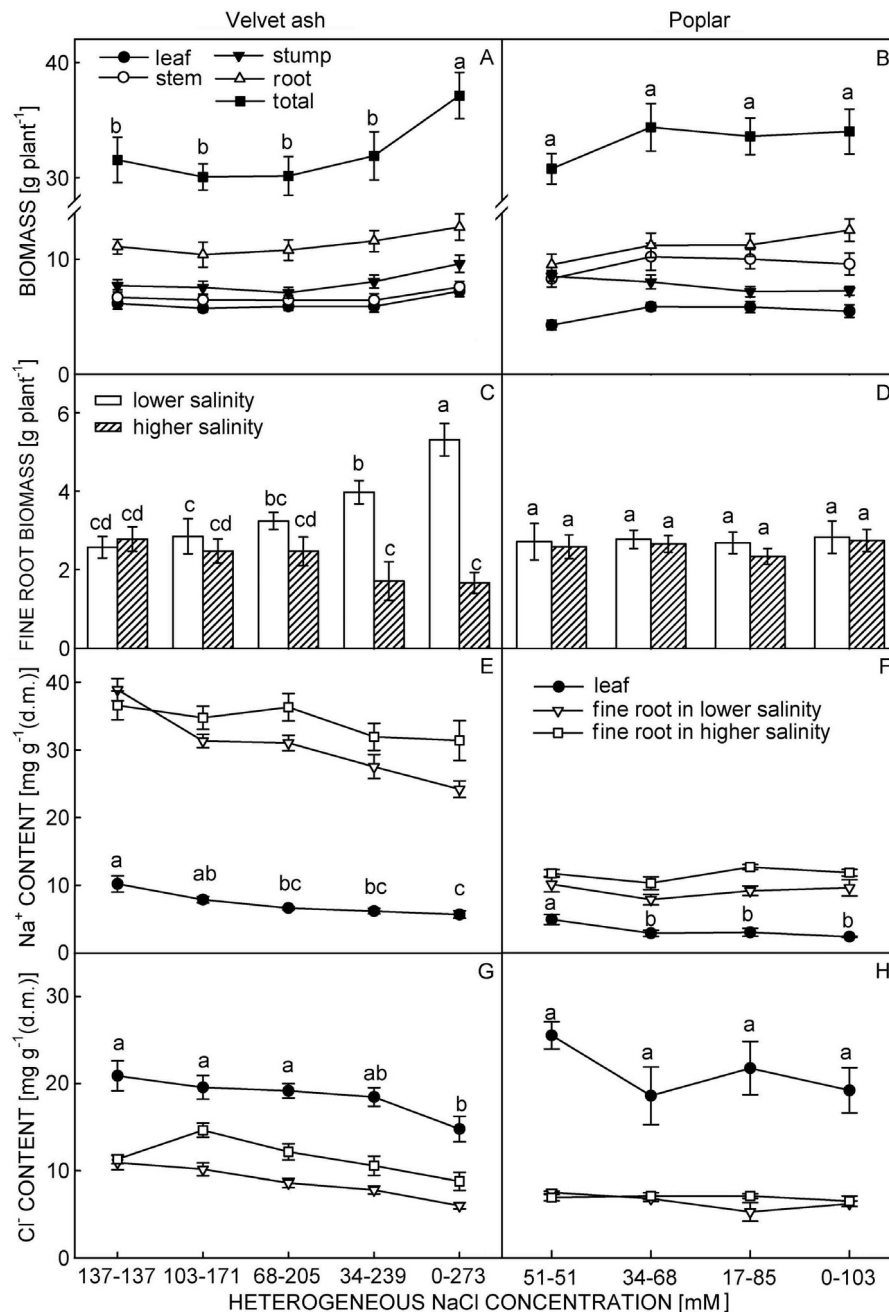 Velvet ash
Poplar
leaf
stem
stump
root
total
A
B
40
30
10
0
BIOMASS [g plant⁻¹]
b
b
b
b
a
a
a
a
a
lower salinity
higher salinity
C
D
6
4
2
0
FINE ROOT BIOMASS [g plant⁻¹]
cd
cd
c
cd
bc
cd
b
c
a
c
a
a
a
a
a
a
a
a
E
F
leaf
fine root in lower salinity
fine root in higher salinity
40
30
20
10
0
Na⁺ CONTENT [mg g⁻¹(d.m.)]
a
ab
bc
bc
c
a
b
b
b
G
H
30
20
10
0
Cl⁻ CONTENT [mg g⁻¹(d.m.)]
a
a
a
ab
b
a
a
a
a
137-137
103-171
68-205
34-239
0-273
51-51
34-68
17-85
0-103
HETEROGENEOUS NaCl CONCENTRATION [mM]